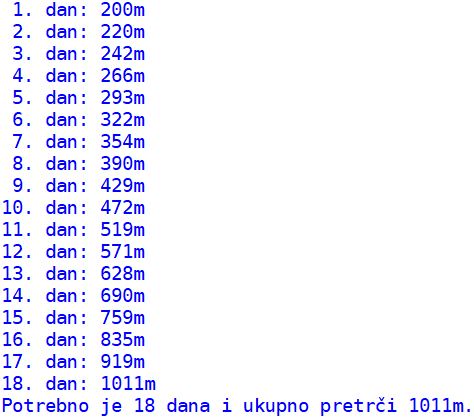 1. dan: 200m
 2. dan: 220m
 3. dan: 242m
 4. dan: 266m
 5. dan: 293m
 6. dan: 322m
 7. dan: 354m
 8. dan: 390m
 9. dan: 429m
10. dan: 472m
11. dan: 519m
12. dan: 571m
13. dan: 628m
14. dan: 690m
15. dan: 759m
16. dan: 835m
17. dan: 919m
18. dan: 1011m
Potrebno je 18 dana i ukupno pretrči 1011m.